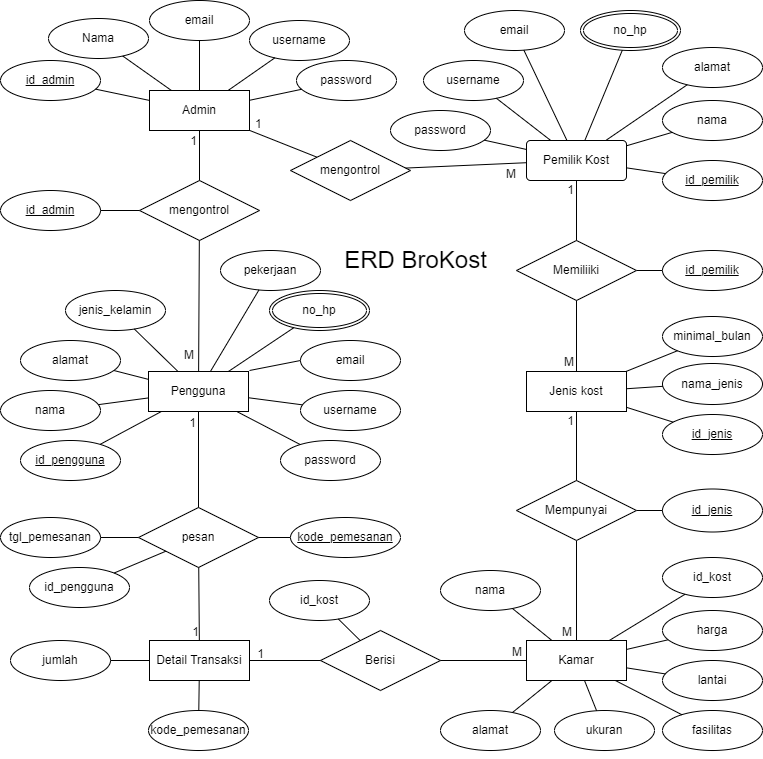 email
Nama
username
id_admin
password
Admin
1
1
mengontrol
M
email
no_hp
username
alamat
password
nama
Pemilik Kost
id_pemilik
1
id_admin
mengontrol
ERD BroKost
Memiliiki
id_pemilik
pekerjaan
jenis_kelamin
no_hp
M
alamat
email
Pengguna
nama
username
1
id_pengguna
password
M
minimal_bulan
Jenis kost
nama_jenis
id_jenis
1
tgl_pemesanan
pesan
kode_pemesanan
id_pengguna
Mempunyai
id_jenis
1
id_kost
jumlah
Detail Transaksi
1
Berisi
M
kode_pemesanan
nama
id_kost
M
harga
Kamar
lantai
alamat
ukuran
fasilitas